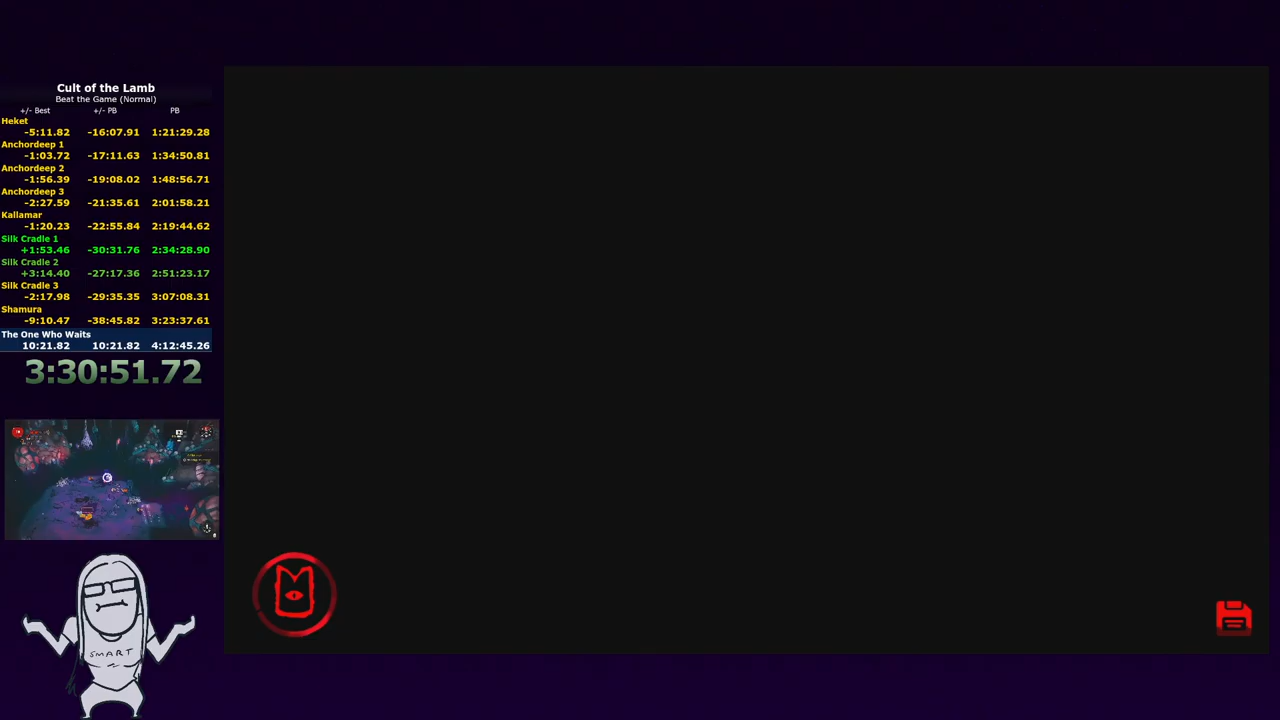 Cult of the Lamb
Beat the Game (Normal)
+/- Best +/- PB PB
Heket
-5:11.82 -16:07.91 1:21:29.28
Anchordeep 1
-1:03.72 -17:11.63 1:34:50.81
Anchordeep 2
-1:56.39 -19:08.02 1:48:56.71
Anchordeep 3
-2:27.59 -21:35.61 2:01:58.21
Kallamar
-1:20.23 -22:55.84 2:19:44.62
Silk Cradle 1
+1:53.46 -30:31.76 2:34:28.90
Silk Cradle 2
+3:14.40 -27:17.36 2:51:23.17
Silk Cradle 3
-2:17.98 -29:35.35 3:07:08.31
Shamura
-9:10.47 -38:45.82 3:23:37.61
The One Who Waits
10:21.82 10:21.82 4:12:45.26
3:30:51.72
SMART